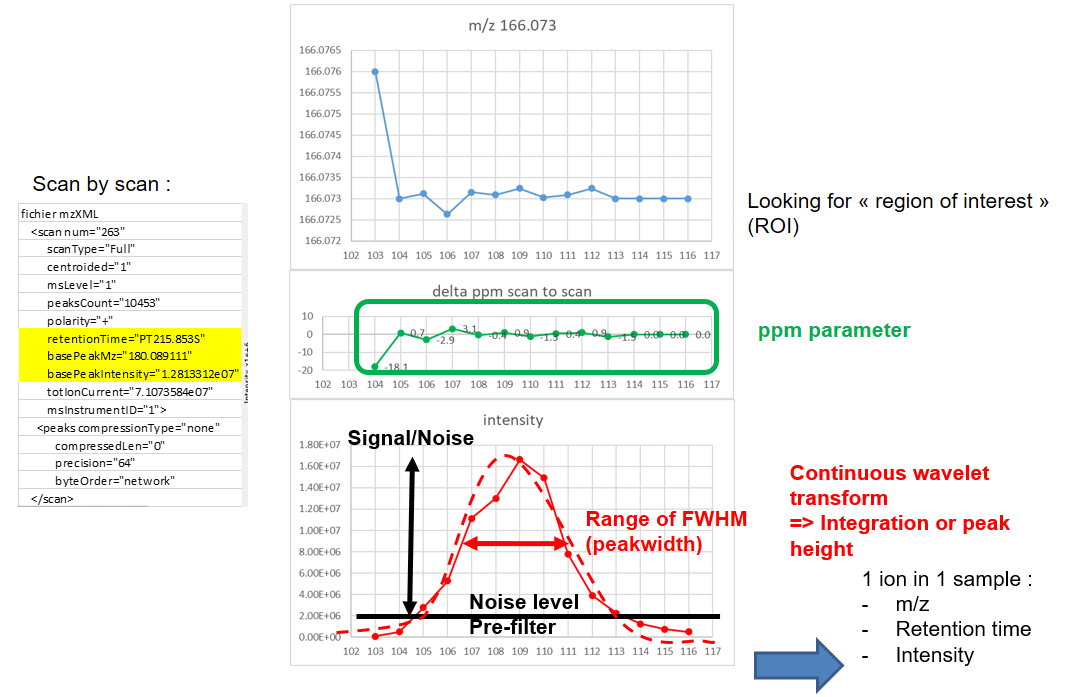 Scan by scan :
fichier mzXML
<scan num="263"
scanType="Full"
centroided="1"
msLevel="1"
peaksCount="10453"
polarity="+"
retentionTime="PT215.853S"
basePeakMz="180.089111"
basePeakIntensity="1.2813312e07"
totIonCurrent="7.1073584e07"
msInstrumentID="1">
<peaks compressionType="none"
compressedLen="0"
precision="64"
byteOrder="network"
</scan>
m/z 166.073
166.0765
166.076
166.0755
166.075
166.0745
166.074
166.0735
166.073
166.0725
166.072
102 103 104 105 106 107 108 109 110 111 112 113 114 115 116 117
delta ppm scan to scan
10
0
-10
-20
-18.1 0.7 -2.9 3.1 -0.4 0.9 -1.3 0.4 0.9 -1.3 0.0 0.0 0.0
102 103 104 105 106 107 108 109 110 111 112 113 114 115 116 117
intensity
Signal/Noise
1.80E+07
1.60E+07
1.40E+07
1.20E+07
1.00E+07
8.00E+06
6.00E+06
4.00E+06
2.00E+06
0.00E+00
Range of FWHM
(peakwidth)
Noise level
Pre-filter
102 103 104 105 106 107 108 109 110 111 112 113 114 115 116 117
Looking for « region of interest »
(ROI)
ppm parameter
Continuous wavelet
transform
=> Integration or peak
height
1 ion in 1 sample :
- m/z
- Retention time
- Intensity